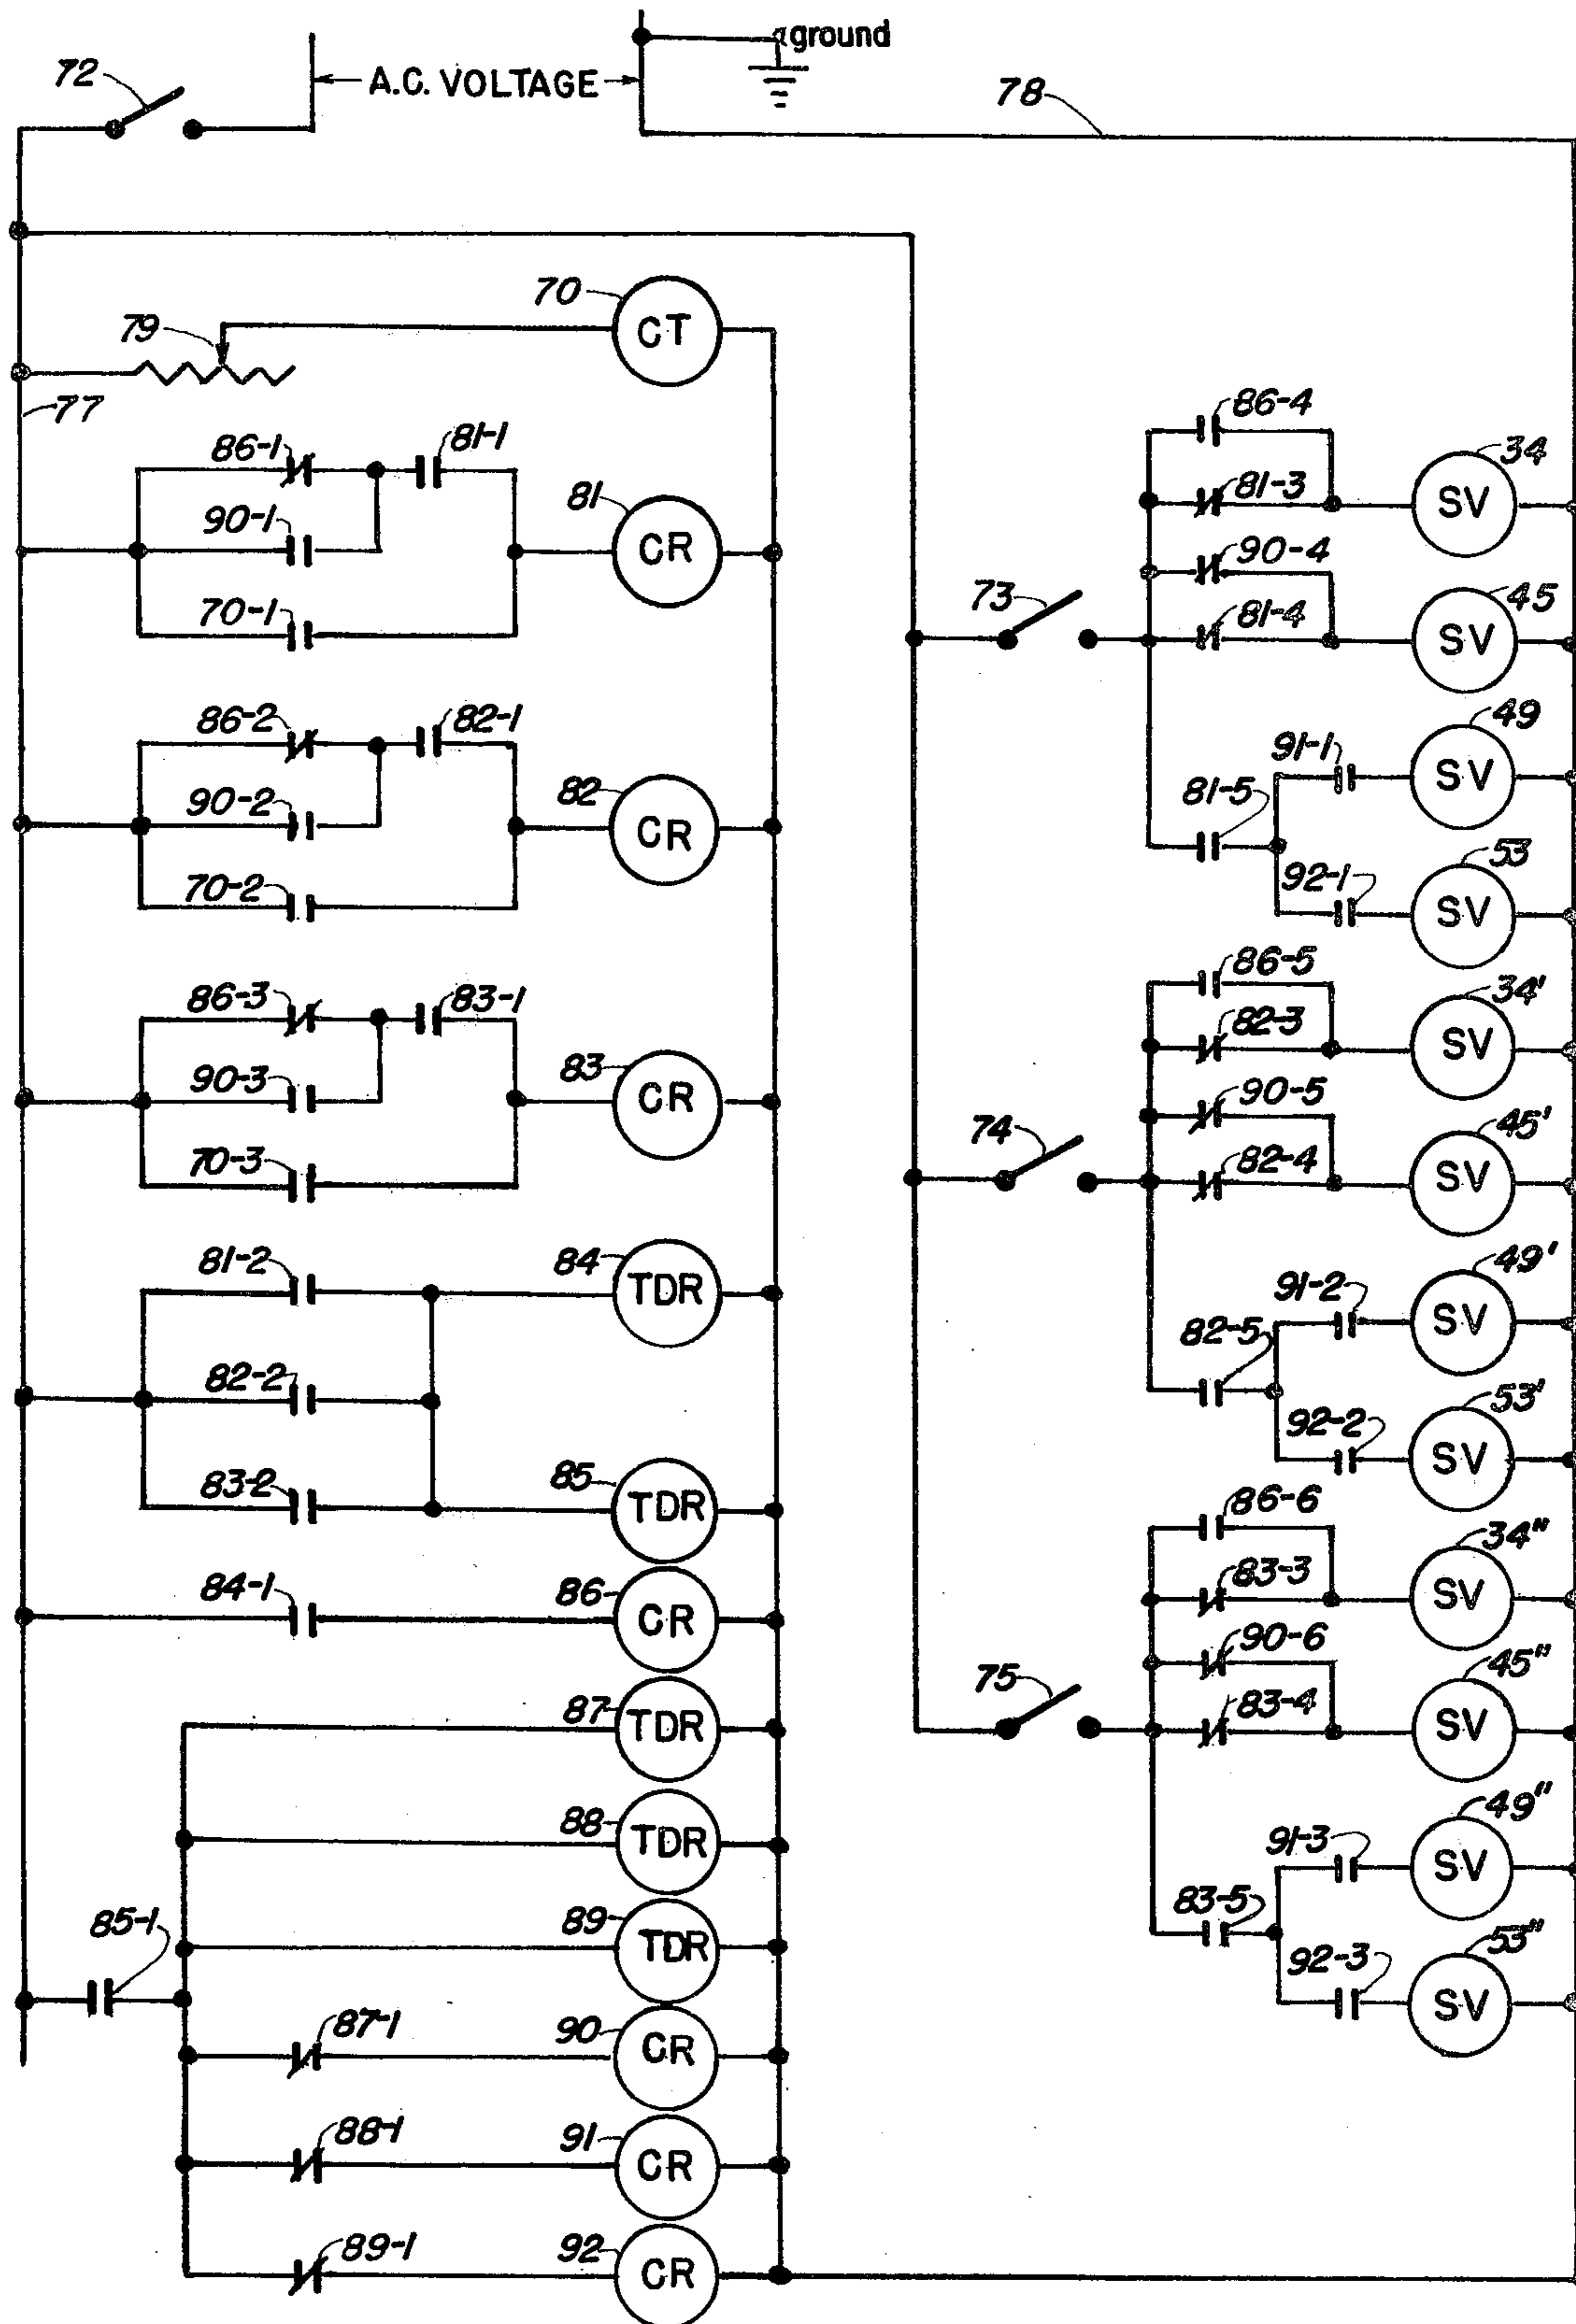 ground
72
A.C. VOLTAGE
78
70
CT
79
77
86-1
81-1
81
CR
90-1
70-1
86-2
82-1
82
CR
90-2
70-2
86-3
83-1
83
CR
90-3
70-3
81-2
84
TDR
82-2
83-2
85
TDR
84-1
86
CR
87
TDR
88
TDR
85-1
89
TDR
87-1
90
CR
88-1
91
CR
89-1
92
CR
86-4
34
SV
81-3
90-4
45
SV
73
81-4
49
SV
91-1
81-5
53
SV
92-1
86-5
34'
SV
82-3
90-5
45'
SV
74
82-4
49'
SV
91-2
82-5
53'
SV
92-2
86-6
34"
SV
83-3
90-6
45"
SV
75
83-4
49"
SV
91-3
83-5
53"
SV
92-3